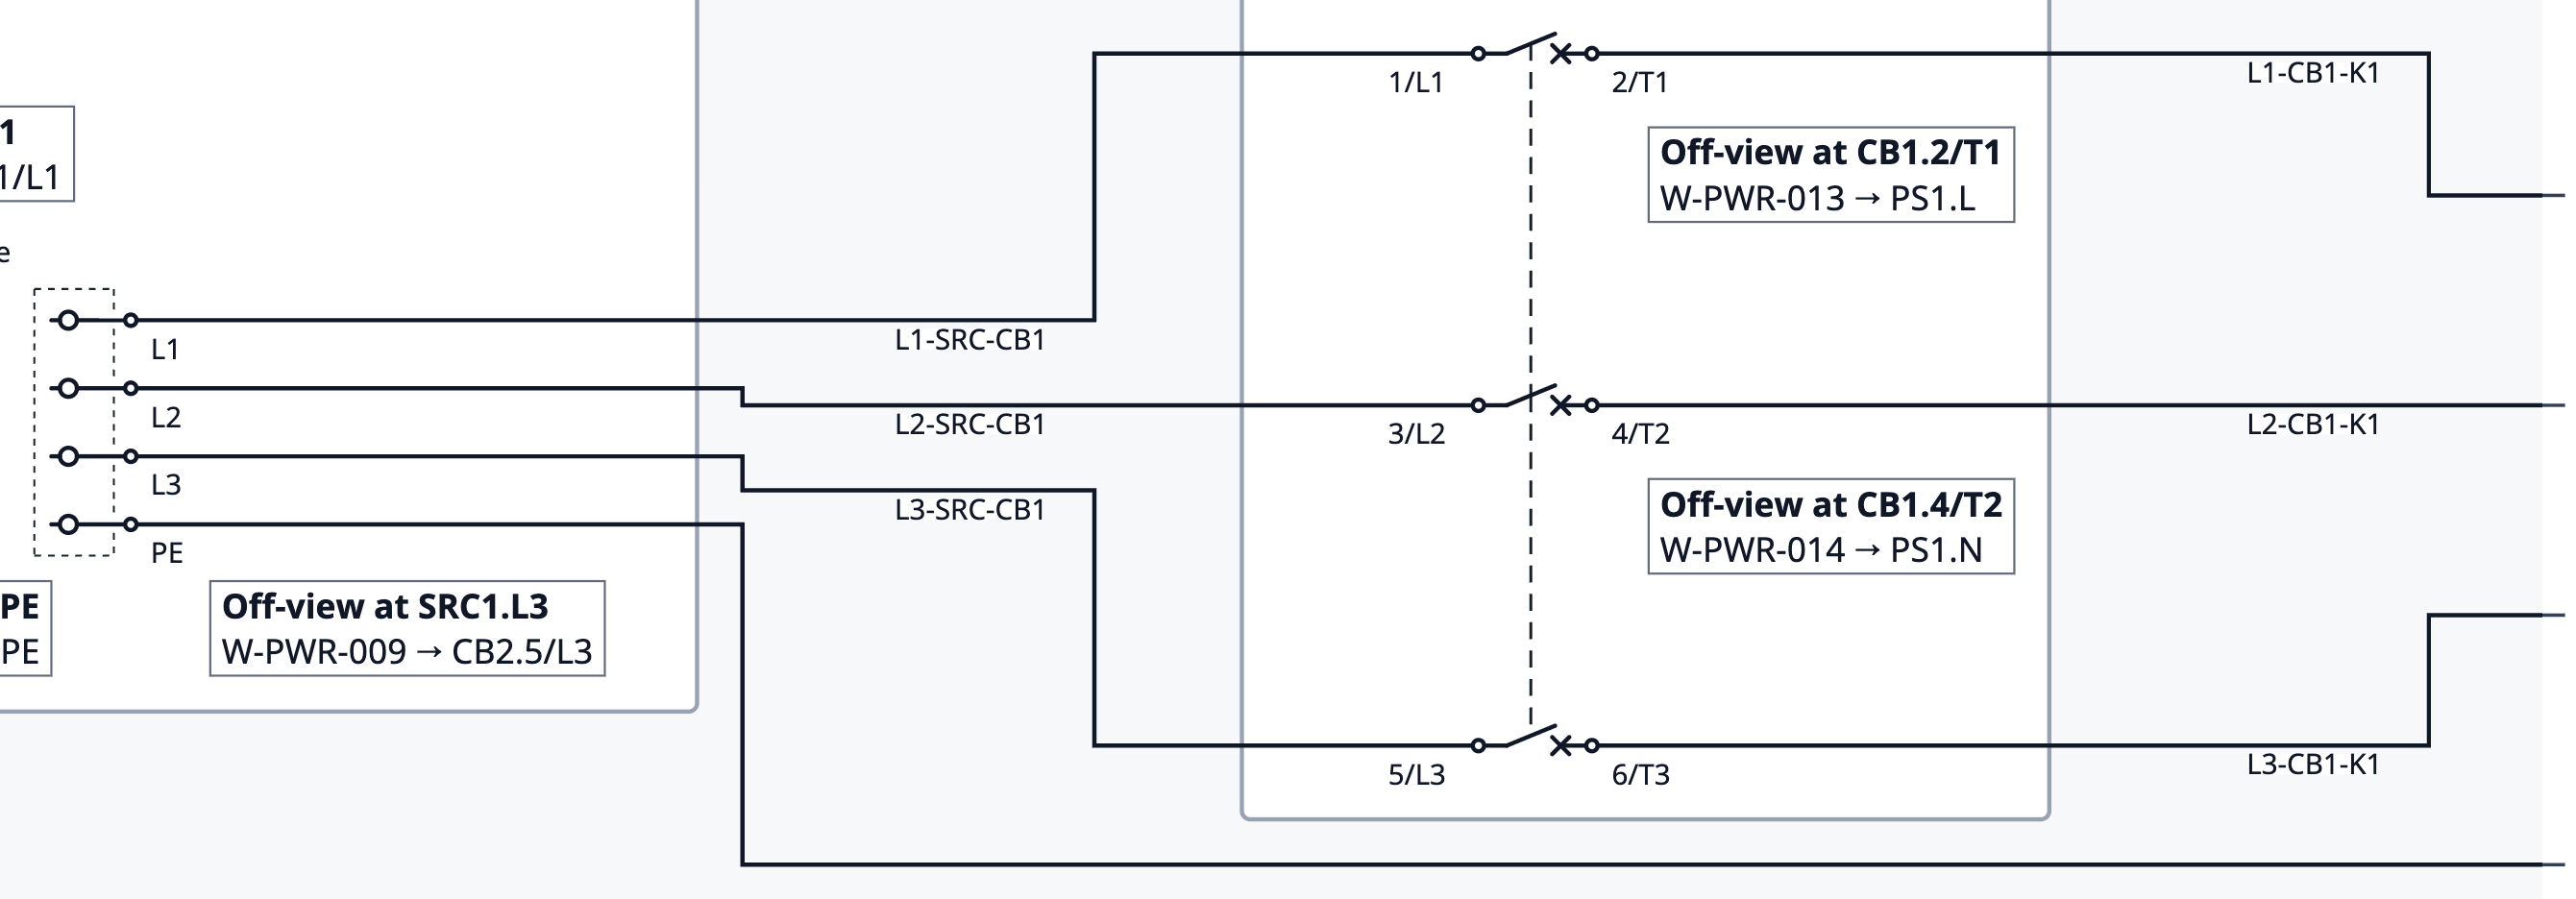 1
1/L1
e
L1
L2
L3
PE
PE
PE
Off-view at SRC1.L3
W-PWR-009 → CB2.5/L3
L1-SRC-CB1
L2-SRC-CB1
L3-SRC-CB1
1/L1
2/T1
Off-view at CB1.2/T1
W-PWR-013 → PS1.L
3/L2
4/T2
Off-view at CB1.4/T2
W-PWR-014 → PS1.N
5/L3
6/T3
L1-CB1-K1
L2-CB1-K1
L3-CB1-K1